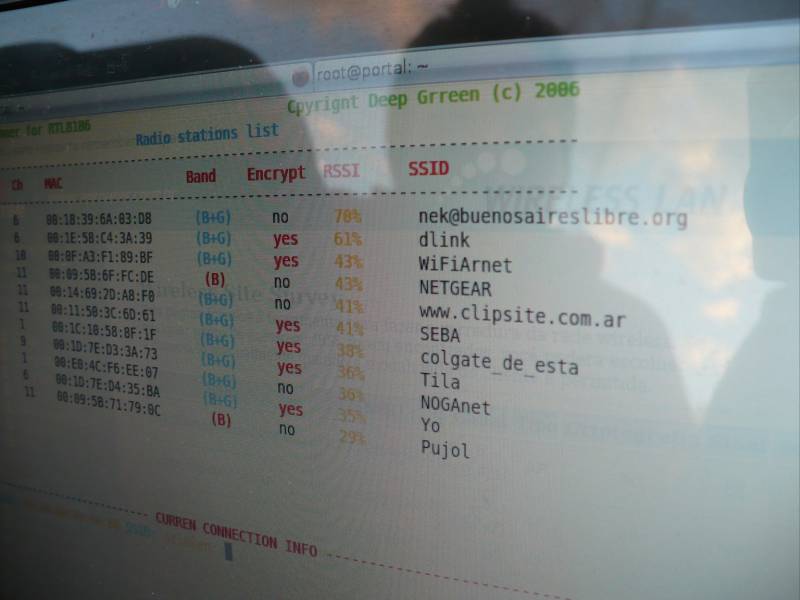 root@portal: ~
Cpyrignt Deep Grreen (c) 2006
for RTL8186
Radio stations list
Ch MAC Band Encrypt RSSI SSID
6 00:18:39:6A:03:D8 (B+G) no 70% nek@buenosaireslibre.org
6 00:1E:58:C4:3A:39 (B+G) yes 61% dlink
10 00:0F:A3:F1:89:BF (B+G) yes 43% WiFiArnet
11 00:09:5B:6F:FC:DE (B) no 43% NETGEAR
11 00:14:69:2D:A8:F0 (B+G) no 41% www.clipsite.com.ar
11 00:11:50:3C:6D:61 (B+G) yes 41% SEBA
1 00:1C:10:58:8F:1F (B+G) yes 38% colgate_de_esta
9 00:1D:7E:D3:3A:73 (B+G) yes 36% Tila
1 00:E0:4C:F6:EE:07 (B+G) no 36% NOGAnet
6 00:1D:7E:D4:35:BA (B+G) yes 35% Yo
11 00:09:5B:71:79:0C (B) no 29% Pujol
WIRELESS LAN
Wireless Site Survey
CURREN CONNECTION INFO
SSID: